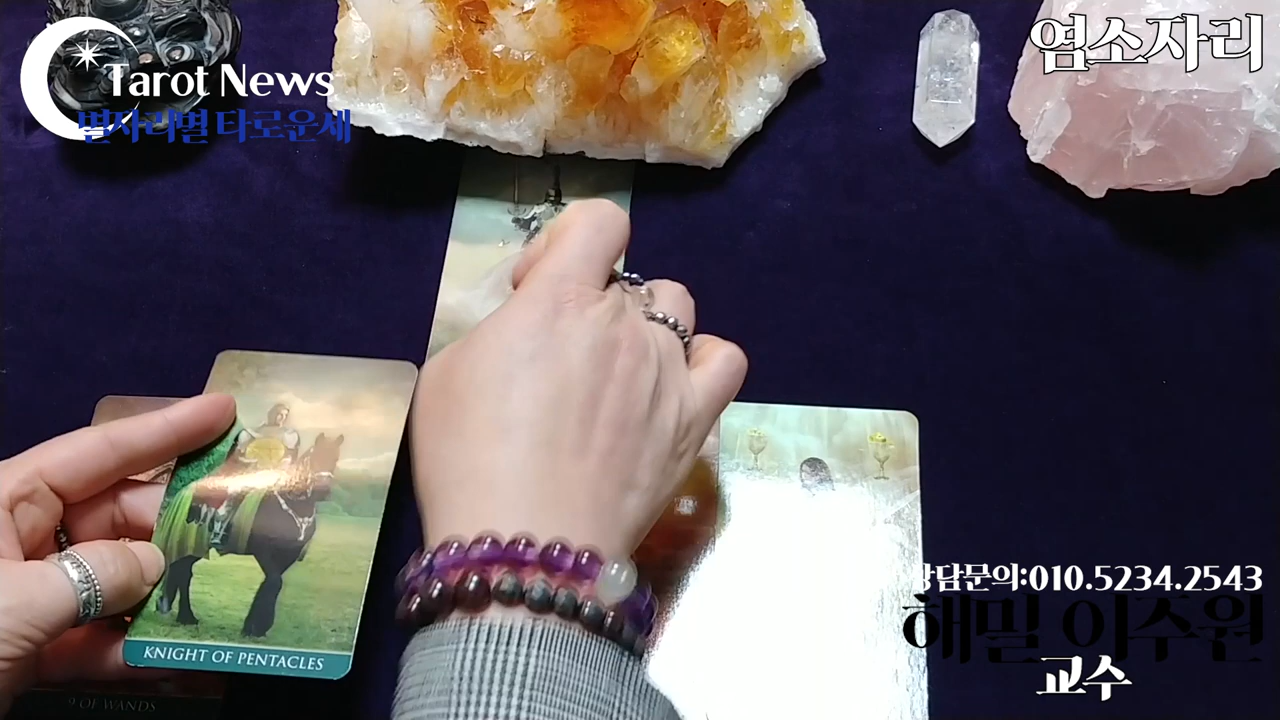 Tarot News
별자리별 타로운세
염소자리
KNIGHT OF PENTACLES
9 OF WANDS
상담문의:010.5234.2543
해밀 이수원
교수